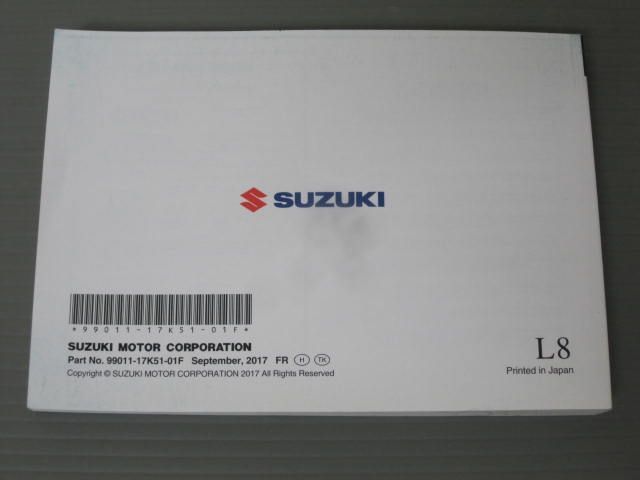 SUZUKI
*99011-17K51-01F*
SUZUKI MOTOR CORPORATION
Part No. 99011-17K51-01F September, 2017 FR H TK
Copyright © SUZUKI MOTOR CORPORATION 2017 All Rights Reserved
L8
Printed in Japan